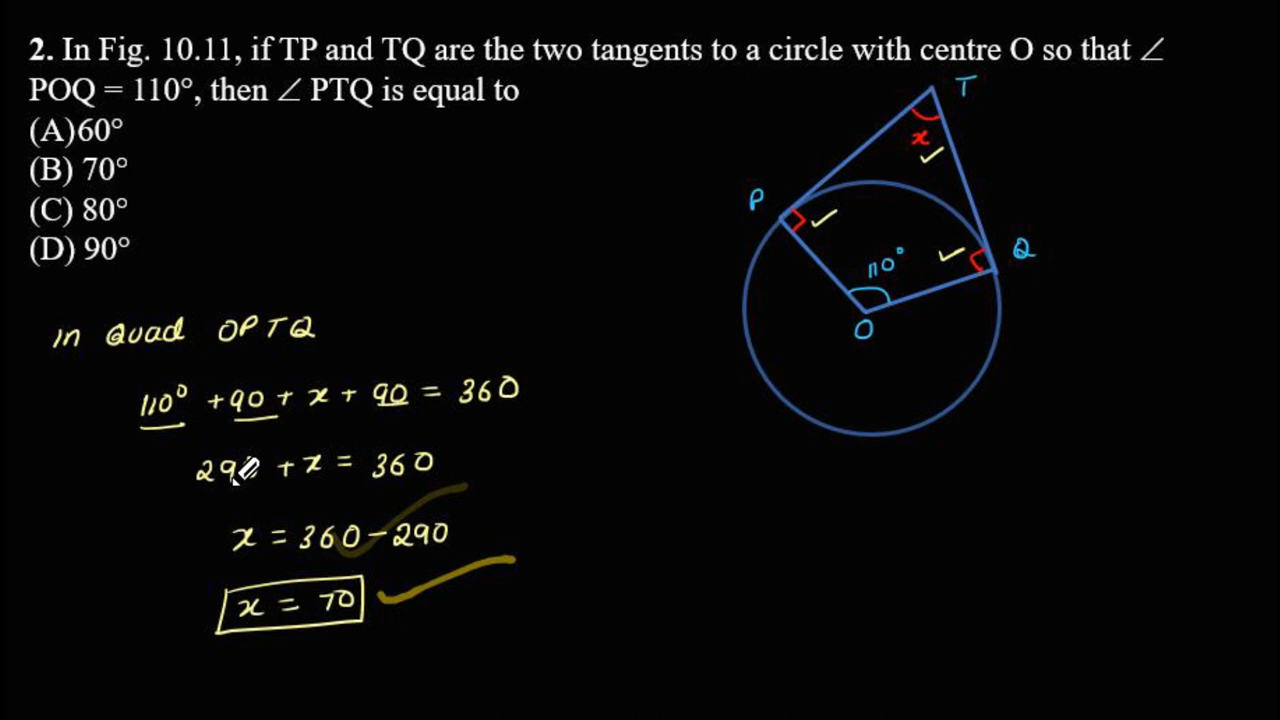 2. In Fig. 10.11, if TP and TQ are the two tangents to a circle with centre O so that ∠
POQ = 110°, then ∠ PTQ is equal to
(A)60°
(B) 70°
(C) 80°
(D) 90°
T
x
P
110°
Q
O
In Quad OPTQ
110° + 90 + x + 90 = 360
290 + x = 360
x = 360 - 290
x = 70